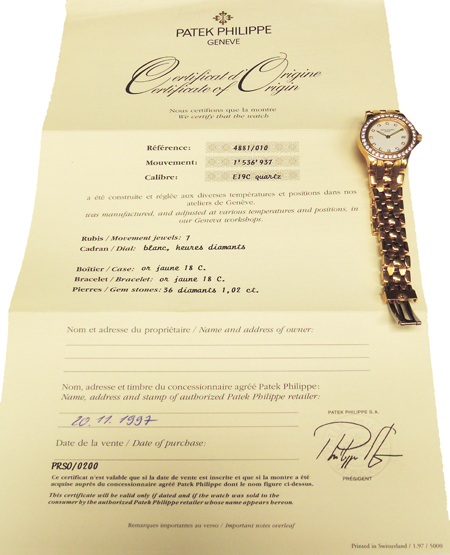 PATEK PHILIPPE
GENEVE
Certificat d'Origine
Certificate of Origin
Nous certifions que la montre
We certify that the watch
Référence: 4881/010
Mouvement: 1'536'937
Calibre: E19C quartz
a été construite et réglée aux diverses températures et positions dans nos
ateliers de Genève.
was manufactured, and adjusted at various temperatures and positions, in
our Geneva workshops.
Rubis / Movement jewels: 7
Cadran / Dial: blanc, heures diamants
Boîtier / Case: or jaune 18 C.
Bracelet / Bracelet: or jaune 18 C.
Pierres / Gem stones: 36 diamants 1,02 ct.
Nom et adresse du propriétaire / Name and address of owner:
Nom, adresse et timbre du concessionnaire agréé Patek Philippe:
Name, address and stamp of authorized Patek Philippe retailer:
20.11.1997
Date de la vente / Date of purchase:
PRSO/0200
Ce certificat n'est valable que si la date de vente est inscrite et que si la montre a été
acquise auprès du concessionnaire agréé Patek Philippe dont le nom figure ci-dessus.
This certificate will be valid only if dated and if the watch was sold to the
consumer by the authorized Patek Philippe retailer whose name appears hereon.
PATEK PHILIPPE S.A.
PRÉSIDENT
Remarques importantes au verso / Important notes overleaf
Printed in Switzerland / 1.97 / 5000